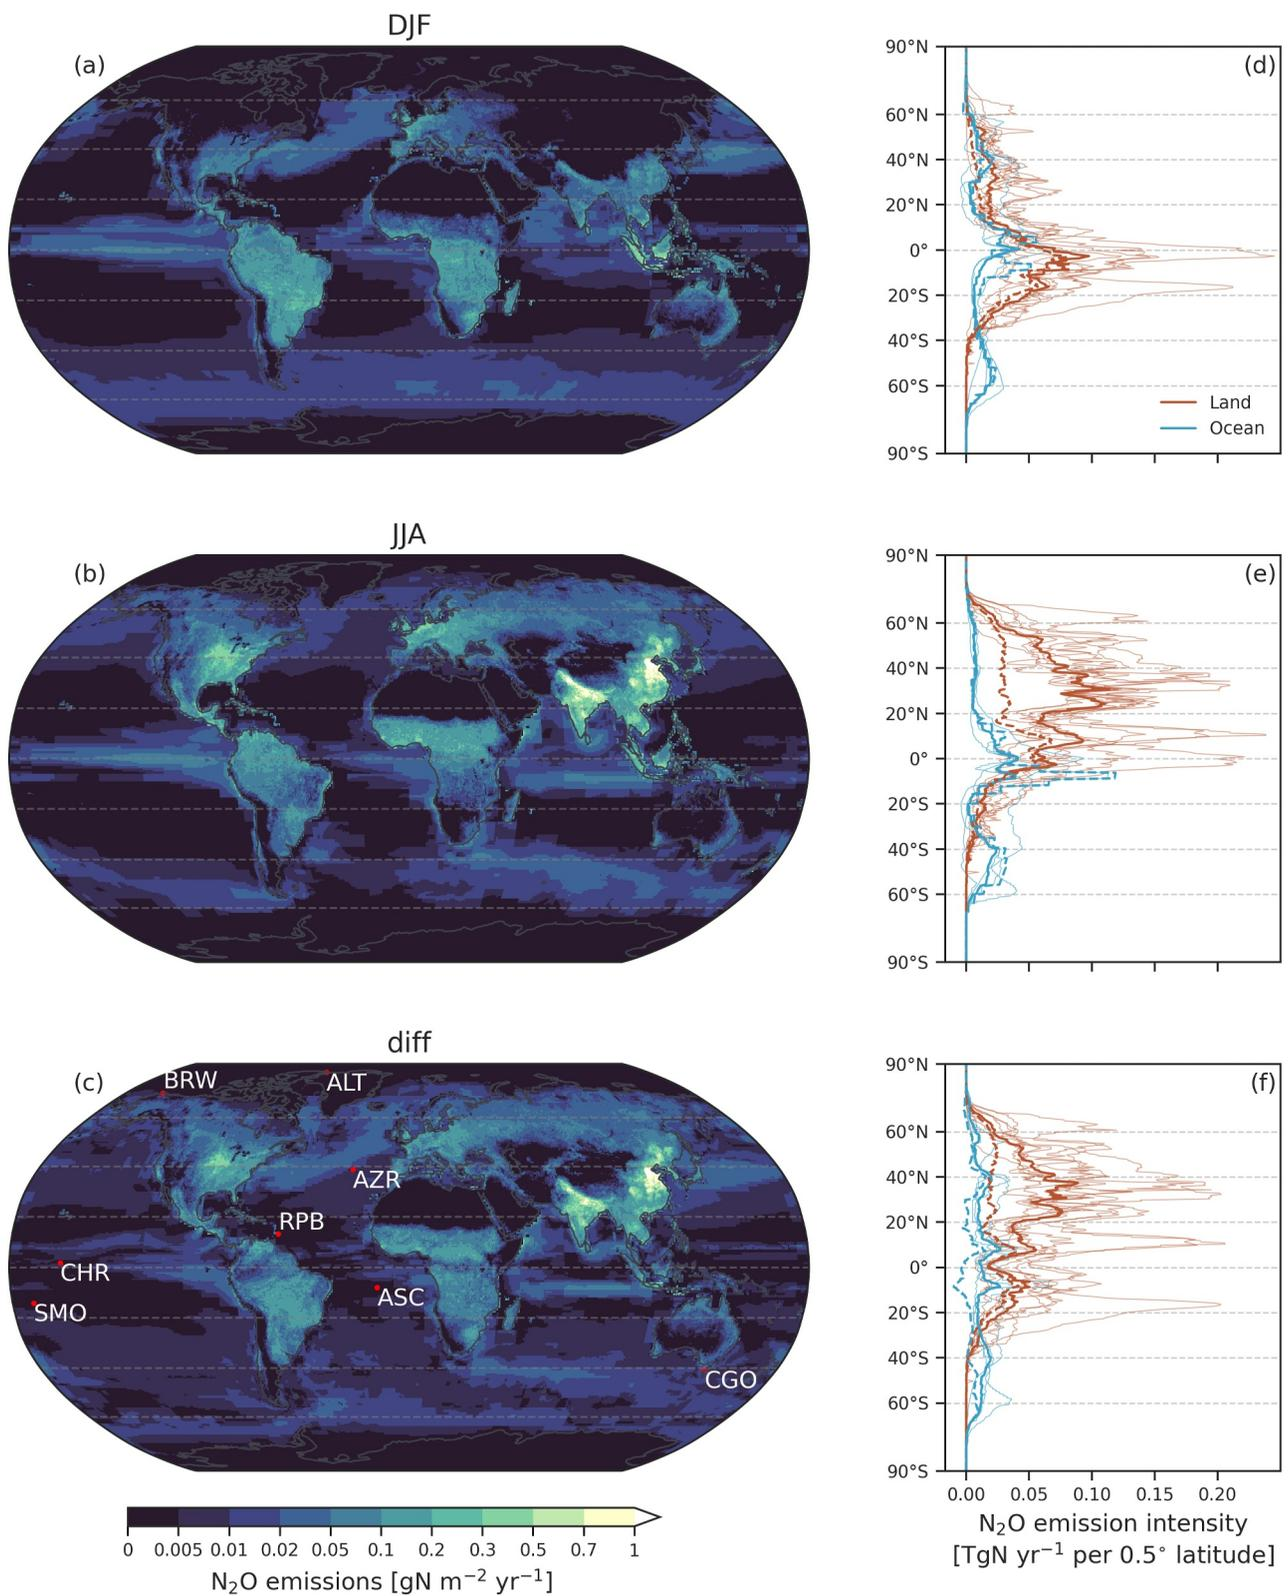 DJF
(a)
90°N
60°N
40°N
20°N
0°
20°S
40°S
60°S
90°S
(d)
Land
Ocean
JJA
(b)
90°N
60°N
40°N
20°N
0°
20°S
40°S
60°S
90°S
(e)
diff
(c)
BRW
ALT
AZR
RPB
CHR
SMO
ASC
CGO
90°N
60°N
40°N
20°N
0°
20°S
40°S
60°S
90°S
(f)
0.00 0.05 0.10 0.15 0.20
N₂O emission intensity
[TgN yr⁻¹ per 0.5° latitude]
0 0.005 0.01 0.02 0.05 0.1 0.2 0.3 0.5 0.7 1
N₂O emissions [gN m⁻² yr⁻¹]